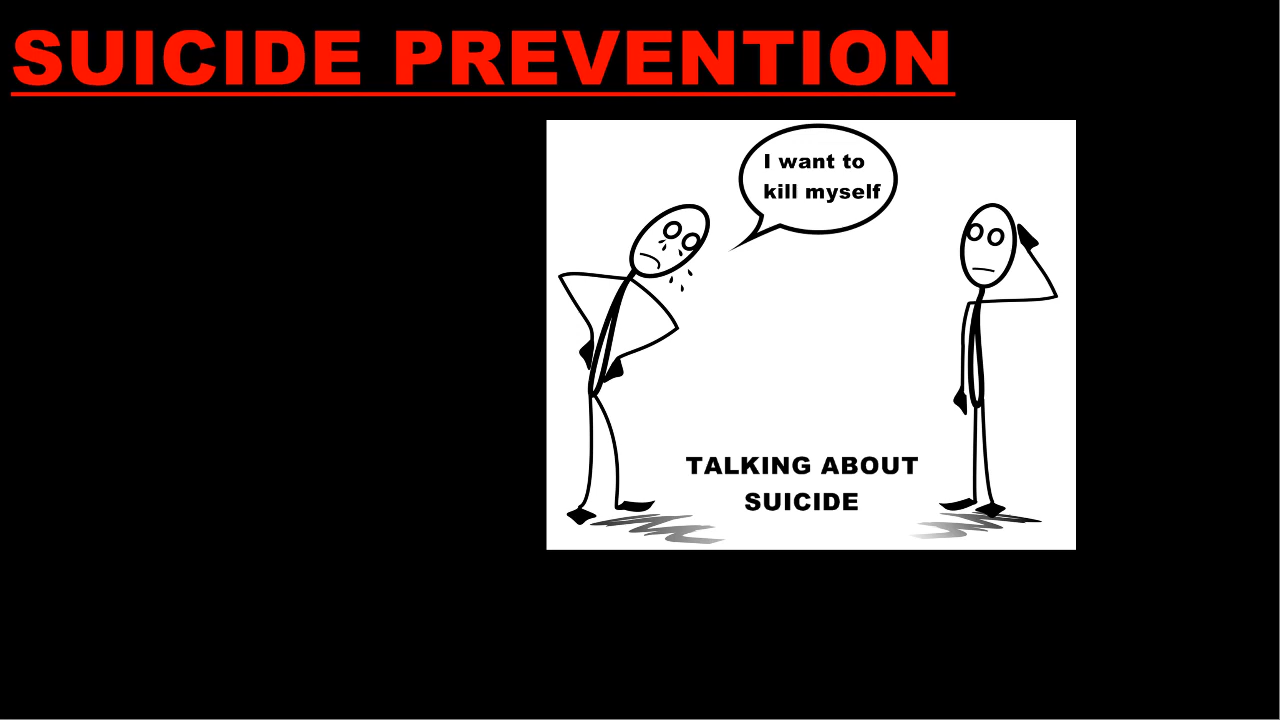 SUICIDE PREVENTION
I want to
kill myself
TALKING ABOUT
SUICIDE